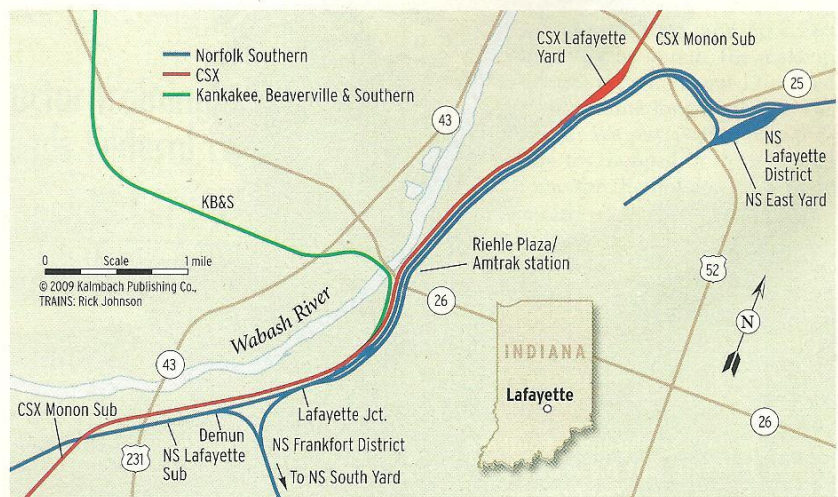 Norfolk Southern
CSX
Kankakee, Beaverville & Southern
CSX Lafayette
Yard
CSX Monon Sub
25
43
NS
Lafayette
District
NS East Yard
KB&S
0 Scale 1 mile
© 2009 Kalmbach Publishing Co.,
TRAINS: Rick Johnson
Riehle Plaza/
Amtrak station
52
26
N
Wabash River
INDIANA
Lafayette
43
CSX Monon Sub
Lafayette Jct.
26
Demun
NS Lafayette
Sub
231
NS Frankfort District
To NS South Yard